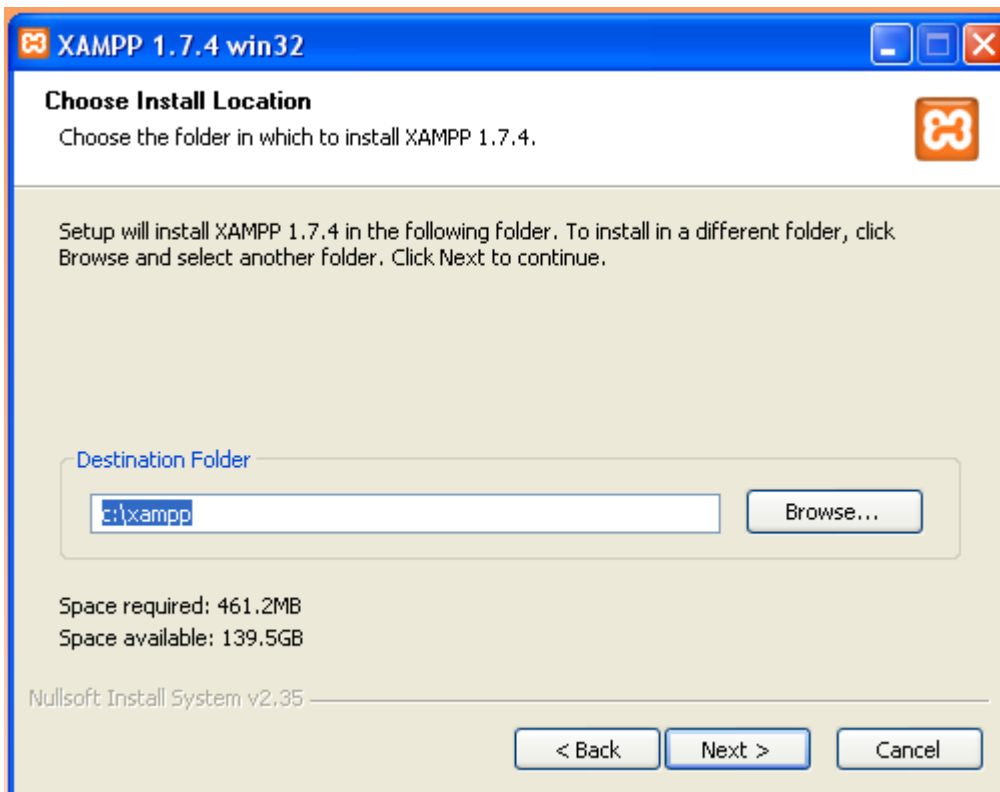 XAMPP 1.7.4 win32
Choose Install Location
Choose the folder in which to install XAMPP 1.7.4.
Setup will install XAMPP 1.7.4 in the following folder. To install in a different folder, click
Browse and select another folder. Click Next to continue.
Destination Folder
c:\xampp
Browse...
Space required: 461.2MB
Space available: 139.5GB
Nullsoft Install System v2.35
< Back
Next >
Cancel